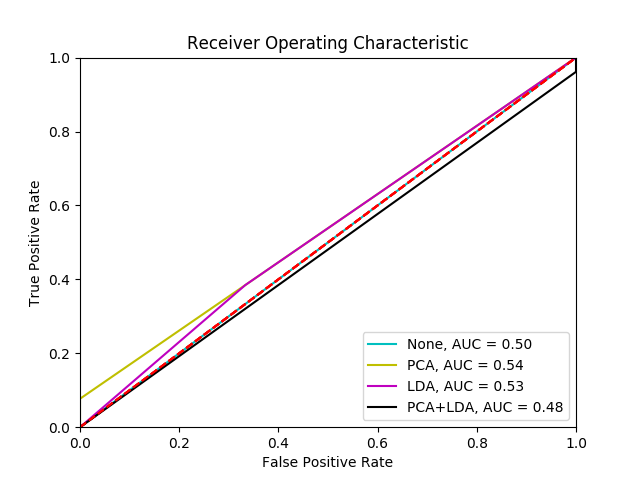 Receiver Operating Characteristic
1.0
0.8
0.6
0.4
0.2
0.0
True Positive Rate
None, AUC = 0.50
PCA, AUC = 0.54
LDA, AUC = 0.53
PCA+LDA, AUC = 0.48
0.0 0.2 0.4 0.6 0.8 1.0
False Positive Rate